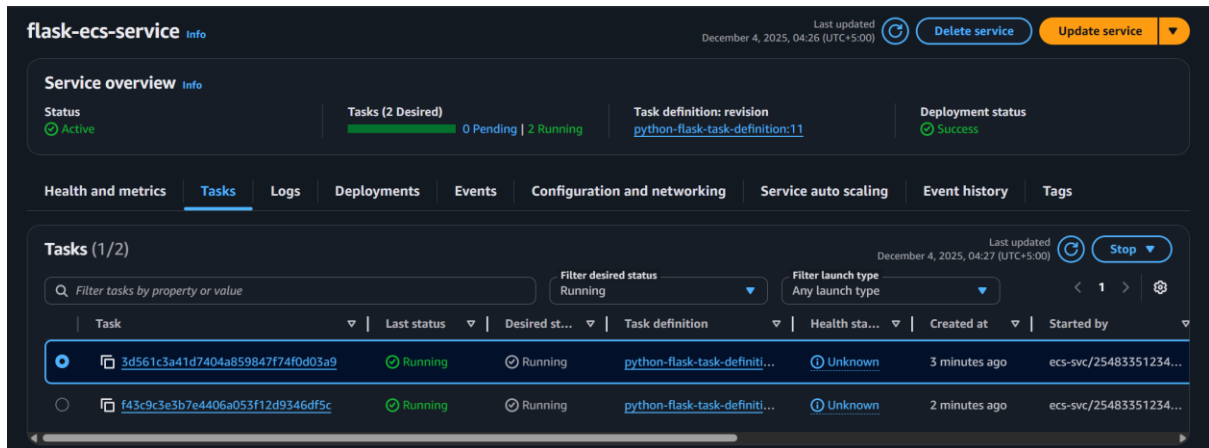 flask-ecs-service Info
Last updated
December 4, 2025, 04:26 (UTC+5:00)
Delete service
Update service
Service overview Info
Status
Active
Tasks (2 Desired)
0 Pending | 2 Running
Task definition: revision
python-flask-task-definition:11
Deployment status
Success
Health and metrics Tasks Logs Deployments Events Configuration and networking Service auto scaling Event history Tags
Tasks (1/2)
Last updated
December 4, 2025, 04:27 (UTC+5:00)
Stop
Filter tasks by property or value
Filter desired status
Running
Filter launch type
Any launch type
1
Task Last status Desired st... Task definition Health sta... Created at Started by
3d561c3a41d7404a859847f74f0d03a9 Running Running python-flask-task-definiti... Unknown 3 minutes ago ecs-svc/25483351234...
f43c9c3e3b7e4406a053f12d9346df5c Running Running python-flask-task-definiti... Unknown 2 minutes ago ecs-svc/25483351234...